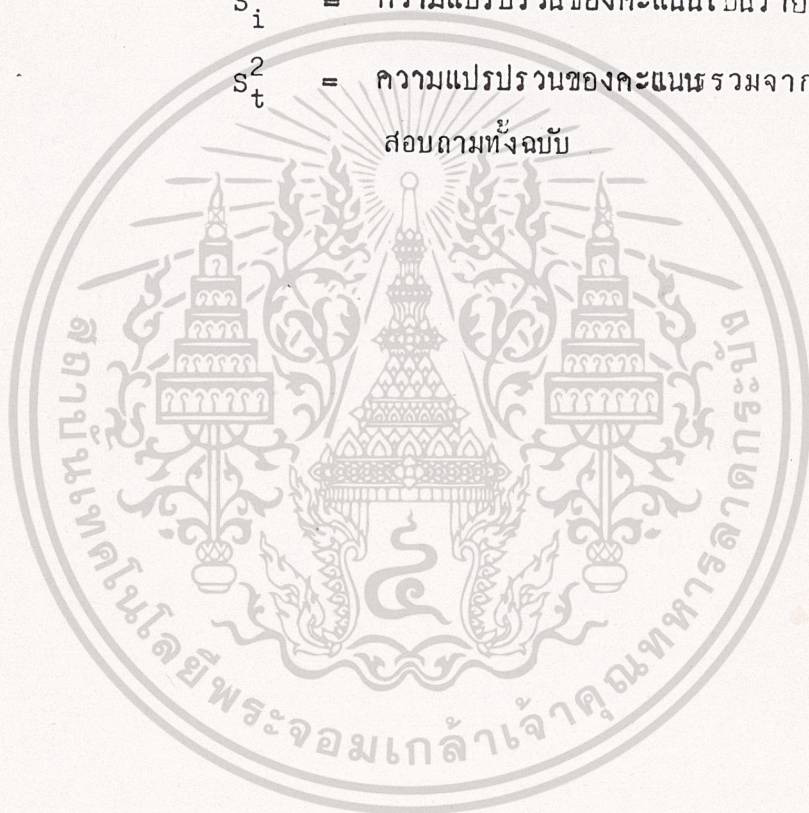 S_i = ความแปรปรวนของคะแนนเป็นราย
S_t^2 = ความแปรปรวนของคะแนนรวมจาก
สอบถามทั้งฉบับ
สถาบันเทคโนโลยีพระจอมเกล้าเจ้าคุณทหารลาดกระบัง
๔